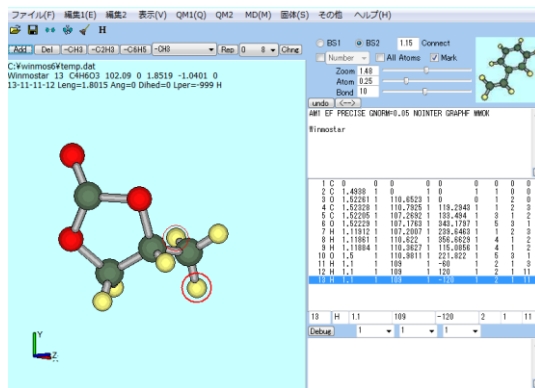 ファイル(F) 編集1(E) 編集2 表示(V) QM1(Q) QM2 MD(M) 固体(S) その他 ヘルプ(H)
H
Add Del -CH3 -C2H3 -C6H5 -CH3 Rep 0 8 Chng
BS1 BS2 1.15 Connect
Number All Atoms Mark
Zoom 1.48
Atom 0.25
Bond 10
undo <-->
C:¥winmos6¥temp.dat
Winmostar 13 C4H6O3 102.09 0 1.8519 -1.0401 0
13-11-11-12 Leng=1.8015 Ang=0 Dihed=0 Lper=-999 H
AM1 EF PRECISE GNORM=0.05 NOINTER GRAPHF MMOK
Winmostar
1 C 0 0 0 0 0 0 0 0 0
2 C 1.4938 1 0 0 0 1 0 0
3 O 1.52261 1 110.6523 1 0 0 1 2 0
4 C 1.52328 1 110.7925 1 119.2943 1 1 2 3
5 C 1.52205 1 107.2692 1 133.494 1 3 1 2
6 O 1.52229 1 107.1763 1 343.1797 1 5 3 1
7 H 1.11912 1 107.2007 1 239.6463 1 1 2 3
8 H 1.11861 1 110.622 1 356.6629 1 4 1 2
9 H 1.11884 1 110.3627 1 115.0856 1 4 1 2
10 O 1.5 1 110.9811 1 221.822 1 5 3 1
11 H 1.1 1 109 1 -60 1 2 1 3
12 H 1.1 1 109 1 120 1 2 1 11
13 H 1.1 1 109 1 -120 1 2 1 11
13 H 1.1 109 -120 2 1 11
Debug 1 1 1
Y
Z